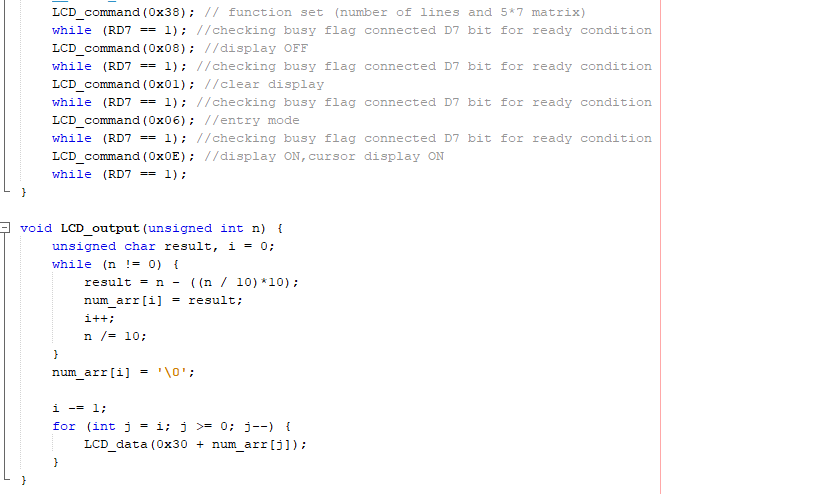 LCD_command(0x38); // function set (number of lines and 5*7 matrix)
while (RD7 == 1); //checking busy flag connected D7 bit for ready condition
LCD_command(0x08); //display OFF
while (RD7 == 1); //checking busy flag connected D7 bit for ready condition
LCD_command(0x01); //clear display
while (RD7 == 1); //checking busy flag connected D7 bit for ready condition
LCD_command(0x06); //entry mode
while (RD7 == 1); //checking busy flag connected D7 bit for ready condition
LCD_command(0x0E); //display ON,cursor display ON
while (RD7 == 1);
}
void LCD_output(unsigned int n) {
unsigned char result, i = 0;
while (n != 0) {
result = n - ((n / 10)*10);
num_arr[i] = result;
i++;
n /= 10;
}
num_arr[i] = '\0';
i -= 1;
for (int j = i; j >= 0; j--) {
LCD_data(0x30 + num_arr[j]);
}
}